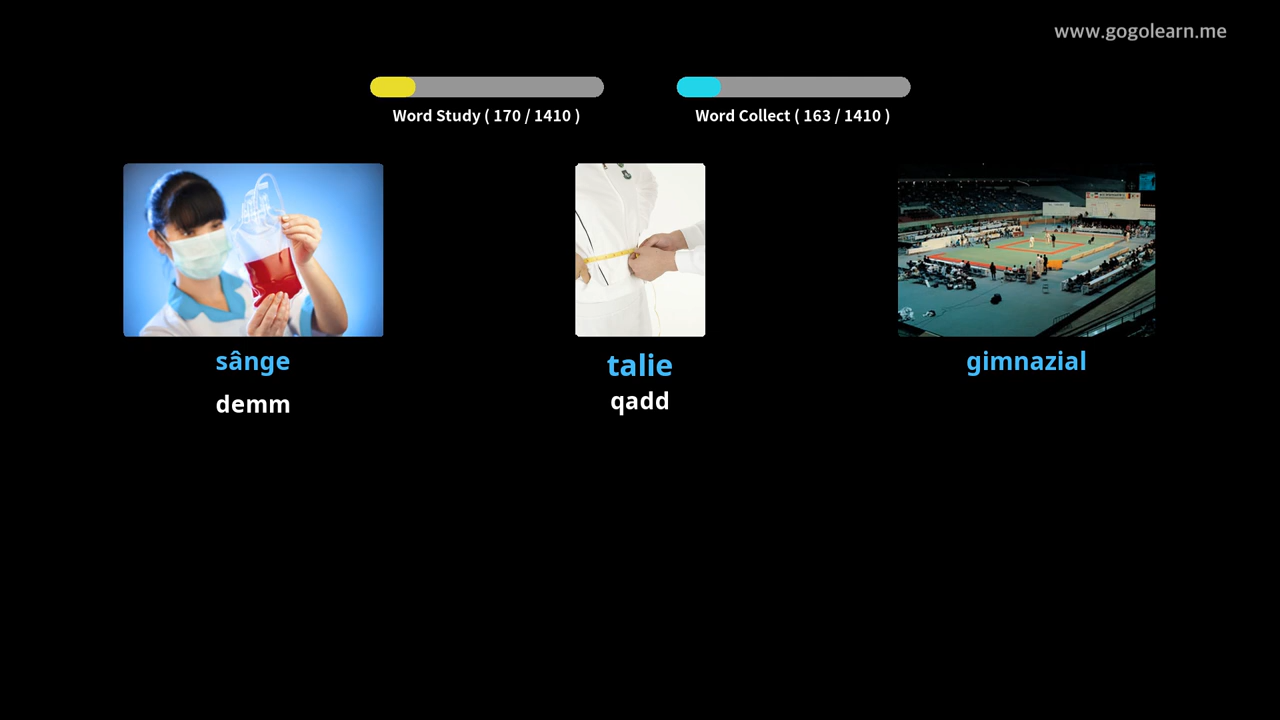 www.gogolearn.me
Word Study ( 170 / 1410 )
Word Collect ( 163 / 1410 )
sânge
talie
gimnazial
demm
qadd